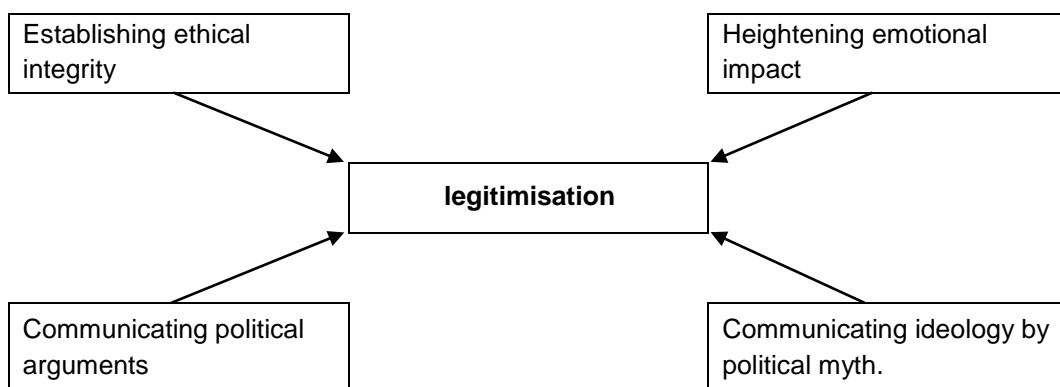 Establishing ethical
integrity
Heightening emotional
impact
legitimisation
Communicating political
arguments
Communicating ideology by
political myth.